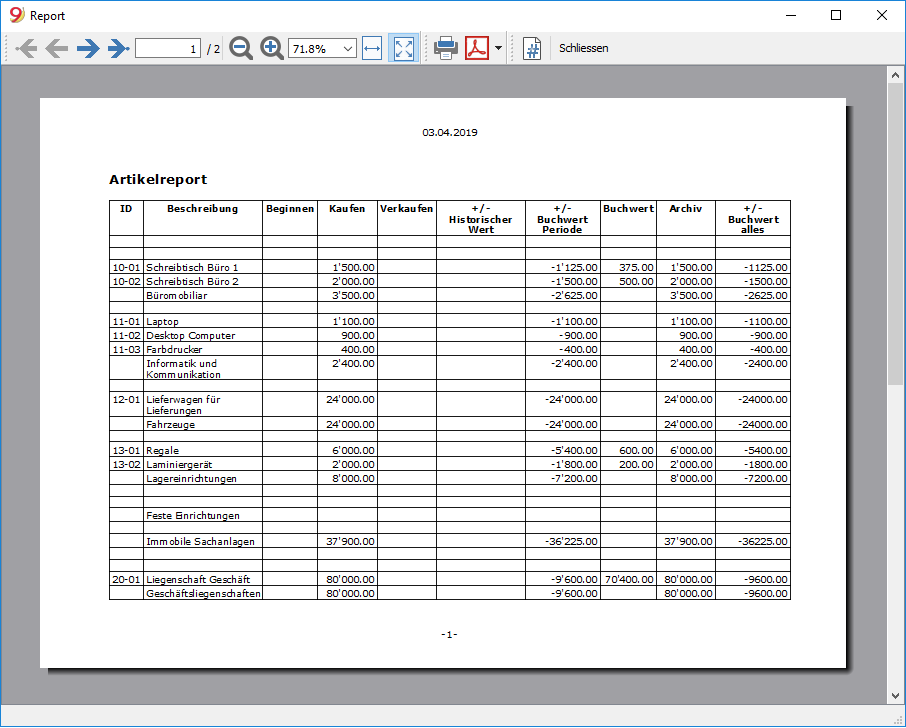 9 Report
1 / 2 71.8% Schliessen
03.04.2019
Artikelreport
ID Beschreibung Beginnen Kaufen Verkaufen +/- Historischer Wert +/- Buchwert Periode Buchwert Archiv +/- Buchwert alles
10-01 Schreibtisch Büro 1 1'500.00 -1'125.00 375.00 1'500.00 -1125.00
10-02 Schreibtisch Büro 2 2'000.00 -1'500.00 500.00 2'000.00 -1500.00
Büromobiliar 3'500.00 -2'625.00 3'500.00 -2625.00
11-01 Laptop 1'100.00 -1'100.00 1'100.00 -1100.00
11-02 Desktop Computer 900.00 -900.00 900.00 -900.00
11-03 Farbdrucker 400.00 -400.00 400.00 -400.00
Informatik und Kommunikation 2'400.00 -2'400.00 2'400.00 -2400.00
12-01 Lieferwagen für Lieferungen 24'000.00 -24'000.00 24'000.00 -24000.00
Fahrzeuge 24'000.00 -24'000.00 24'000.00 -24000.00
13-01 Regale 6'000.00 -5'400.00 600.00 6'000.00 -5400.00
13-02 Laminiergerät 2'000.00 -1'800.00 200.00 2'000.00 -1800.00
Lagereinrichtungen 8'000.00 -7'200.00 8'000.00 -7200.00
Feste Einrichtungen
Immobile Sachanlagen 37'900.00 -36'225.00 37'900.00 -36225.00
20-01 Liegenschaft Geschäft 80'000.00 -9'600.00 70'400.00 80'000.00 -9600.00
Geschäftsliegenschaften 80'000.00 -9'600.00 80'000.00 -9600.00
-1-